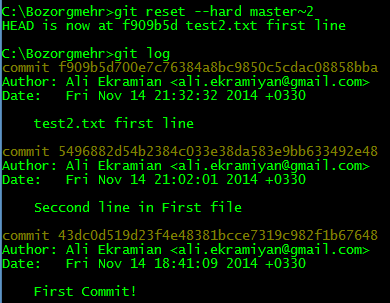 C:\Bozorgmehr>git reset --hard master~2
HEAD is now at f909b5d test2.txt first line
C:\Bozorgmehr>git log
commit f909b5d700e7c76384a8bc9850c5cdac08858bba
Author: Ali Ekramian <ali.ekramiyan@gmail.com>
Date:   Fri Nov 14 21:32:32 2014 +0330
test2.txt first line
commit 5496882d54b2384c033e38da583e9bb633492e48
Author: Ali Ekramian <ali.ekramiyan@gmail.com>
Date:   Fri Nov 14 21:02:01 2014 +0330
Seccond line in First file
commit 43dc0d519d23f4e48381bcce7319c982f1b67648
Author: Ali Ekramian <ali.ekramiyan@gmail.com>
Date:   Fri Nov 14 18:41:09 2014 +0330
First Commit!